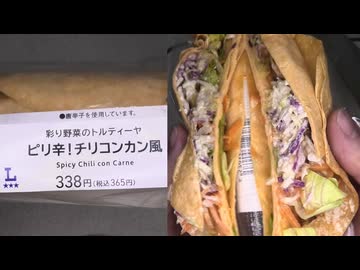 ●唐辛子を使用しています。
彩り野菜のトルティーヤ
ピリ辛!チリコンカン風
Spicy Chili con Carne
L
★★★
338円(税込365円)